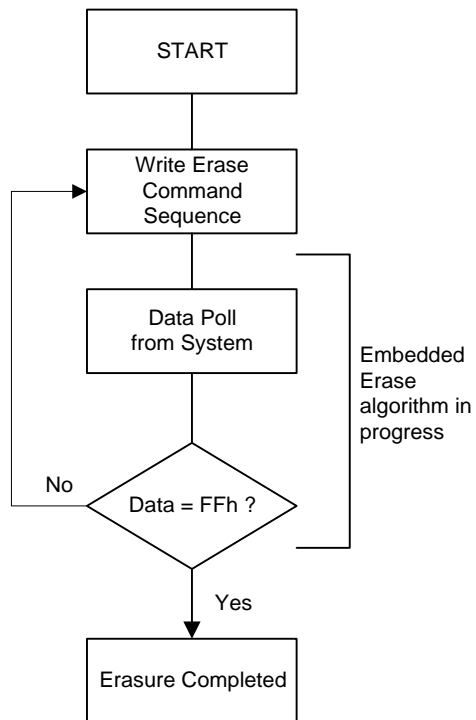 START
Write Erase
Command
Sequence
Data Poll
from System
Embedded
Erase
algorithm in
progress
No
Data = FFh ?
Yes
Erasure Completed